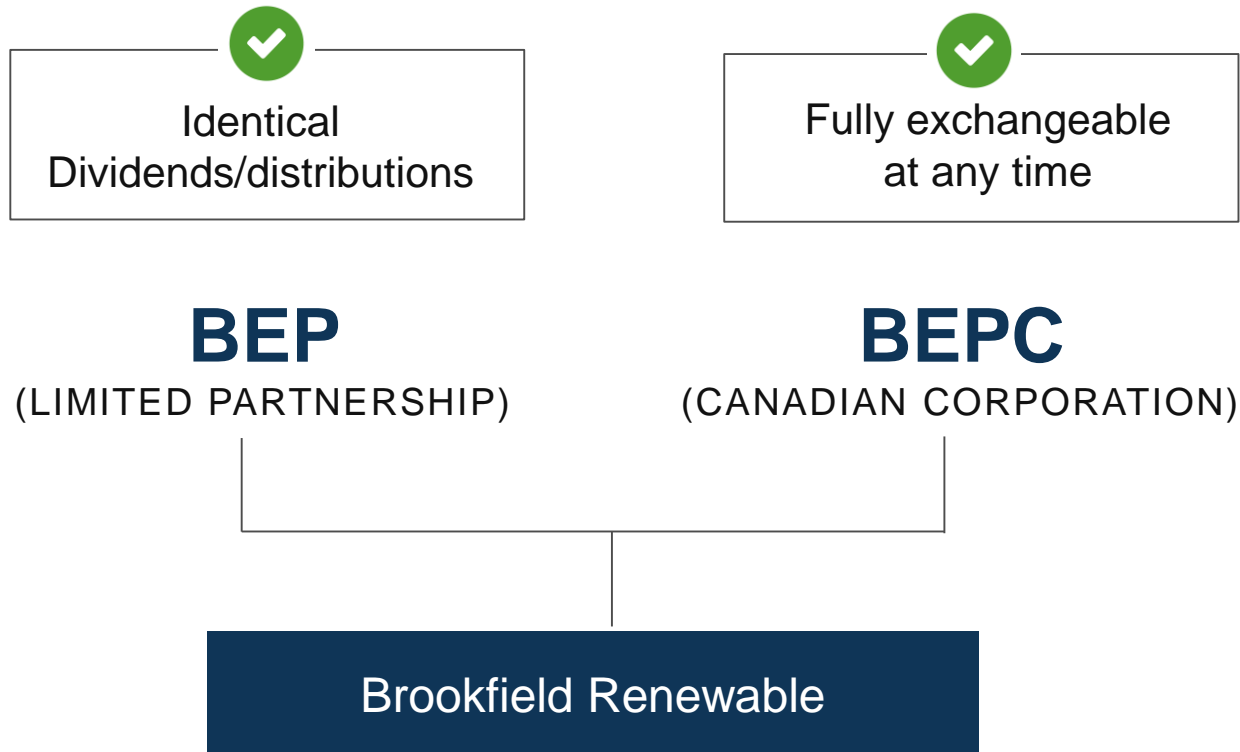 Identical
Dividends/distributions
Fully exchangeable
at any time
BEP
(LIMITED PARTNERSHIP)
BEPC
(CANADIAN CORPORATION)
Brookfield Renewable